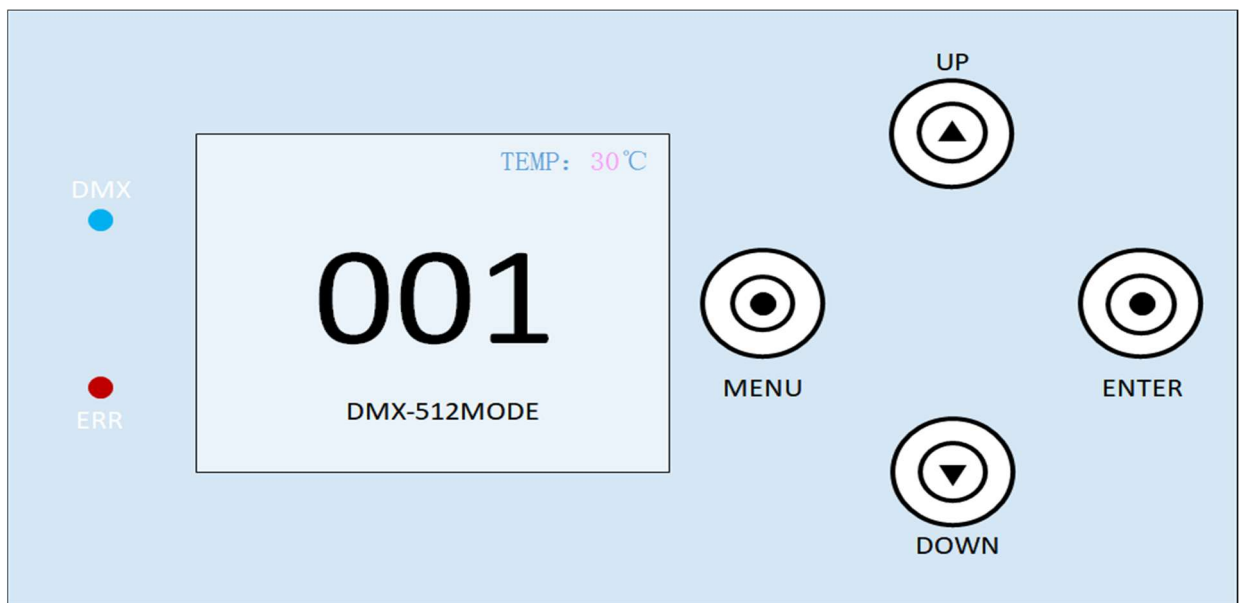 UP
TEMP: 30℃
DMX
001
MENU
ENTER
DMX-512MODE
ERR
DOWN